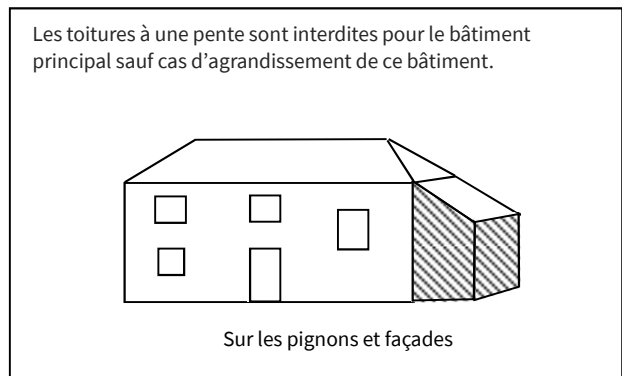 Les toitures à une pente sont interdites pour le bâtiment
principal sauf cas d’agrandissement de ce bâtiment.
Sur les pignons et façades